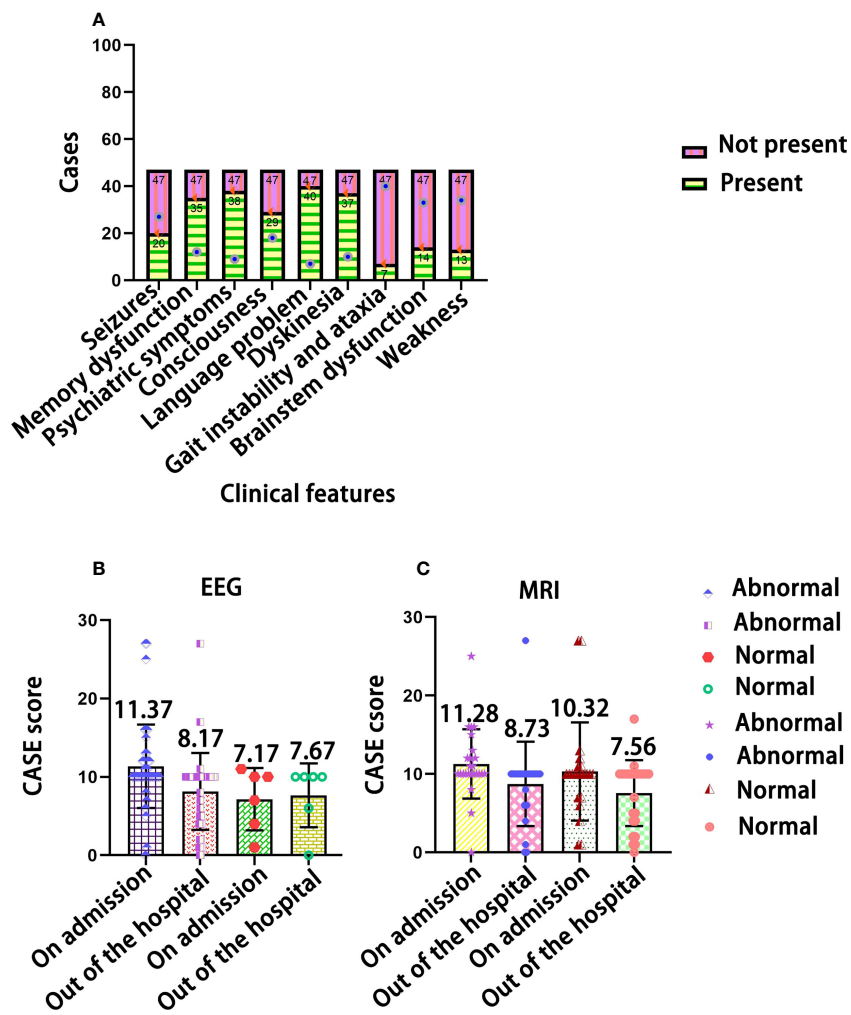 A
100
80
60
40
20
0
Cases
47 47 47 47 47 47 47 47 47
20 35 38 29 40 37 7 14 13
Seizures
Memory dysfunction
Psychiatric symptoms
Consciousness
Language problem
Dyskinesia
Gait instability and ataxia
Brainstem dysfunction
Weakness
Clinical features
Not present
Present
B
EEG
CASE score
30
20
10
0
11.37
8.17
7.17
7.67
On admission
Out of the hospital
On admission
Out of the hospital
C
MRI
CASE csore
30
20
10
0
11.28
8.73
10.32
7.56
On admission
Out of the hospital
On admission
Out of the hospital
Abnormal
Abnormal
Normal
Normal
Abnormal
Abnormal
Normal
Normal